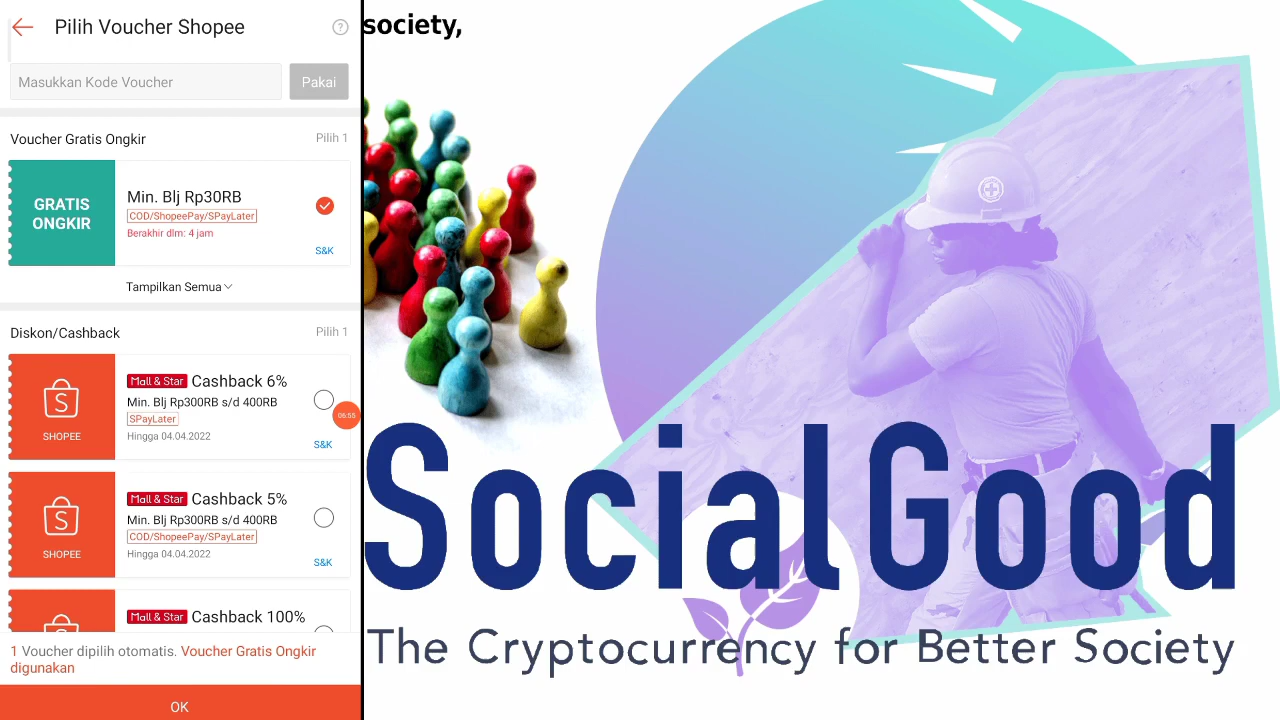 Pilih Voucher Shopee
?
Masukkan Kode Voucher
Pakai
Voucher Gratis Ongkir
Pilih 1
GRATIS
ONGKIR
Min. Blj Rp30RB
COD/ShopeePay/SPayLater
Berakhir dlm: 4 jam
S&K
Tampilkan Semua
Diskon/Cashback
Pilih 1
S
SHOPEE
Mall & Star Cashback 6%
Min. Blj Rp300RB s/d 400RB
SPayLater
Hingga 04.04.2022
S&K
06:55
S
SHOPEE
Mall & Star Cashback 5%
Min. Blj Rp300RB s/d 400RB
COD/ShopeePay/SPayLater
Hingga 04.04.2022
S&K
Mall & Star Cashback 100%
1 Voucher dipilih otomatis. Voucher Gratis Ongkir
digunakan
OK
society,
SocialGood
The Cryptocurrency for Better Society